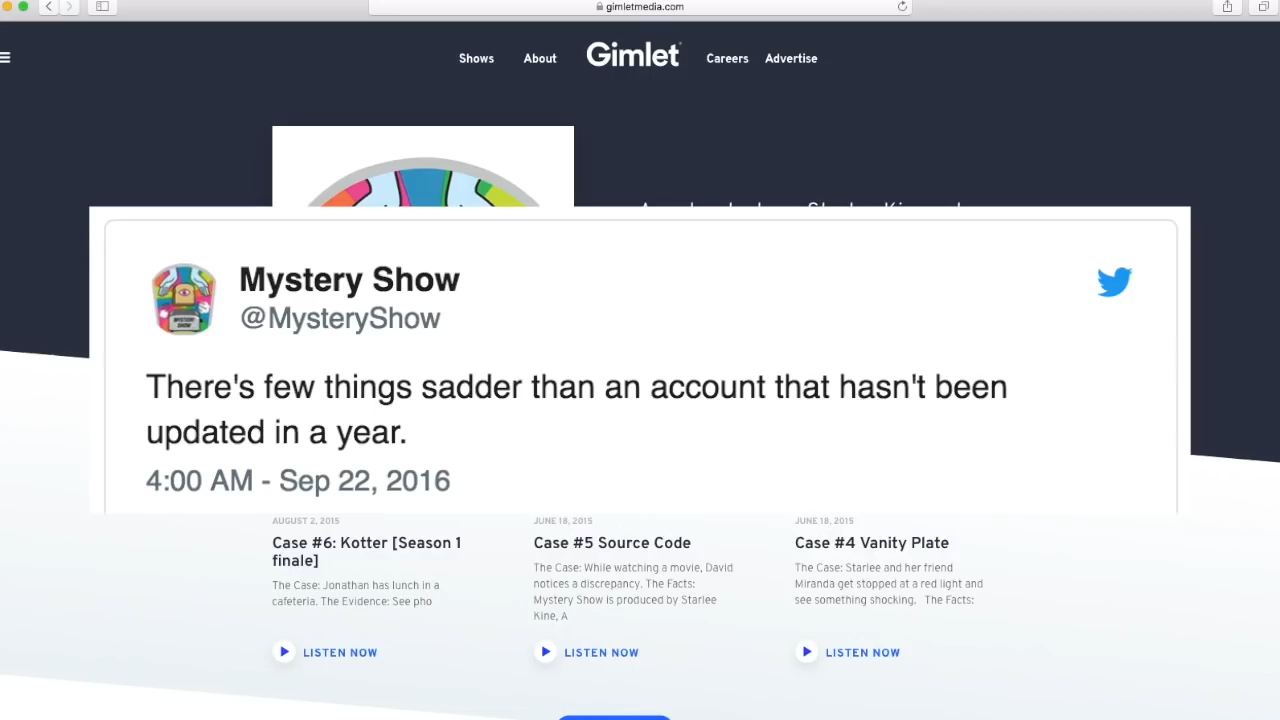 gimletmedia.com
Shows About Gimlet Careers Advertise
Mystery Show
@MysteryShow
There's few things sadder than an account that hasn't been
updated in a year.
4:00 AM - Sep 22, 2016
AUGUST 2, 2015
Case #6: Kotter [Season 1
finale]
The Case: Jonathan has lunch in a
cafeteria. The Evidence: See pho
LISTEN NOW
JUNE 18, 2015
Case #5 Source Code
The Case: While watching a movie, David
notices a discrepancy. The Facts:
Mystery Show is produced by Starlee
Kine, A
LISTEN NOW
JUNE 18, 2015
Case #4 Vanity Plate
The Case: Starlee and her friend
Miranda get stopped at a red light and
see something shocking. The Facts:
LISTEN NOW